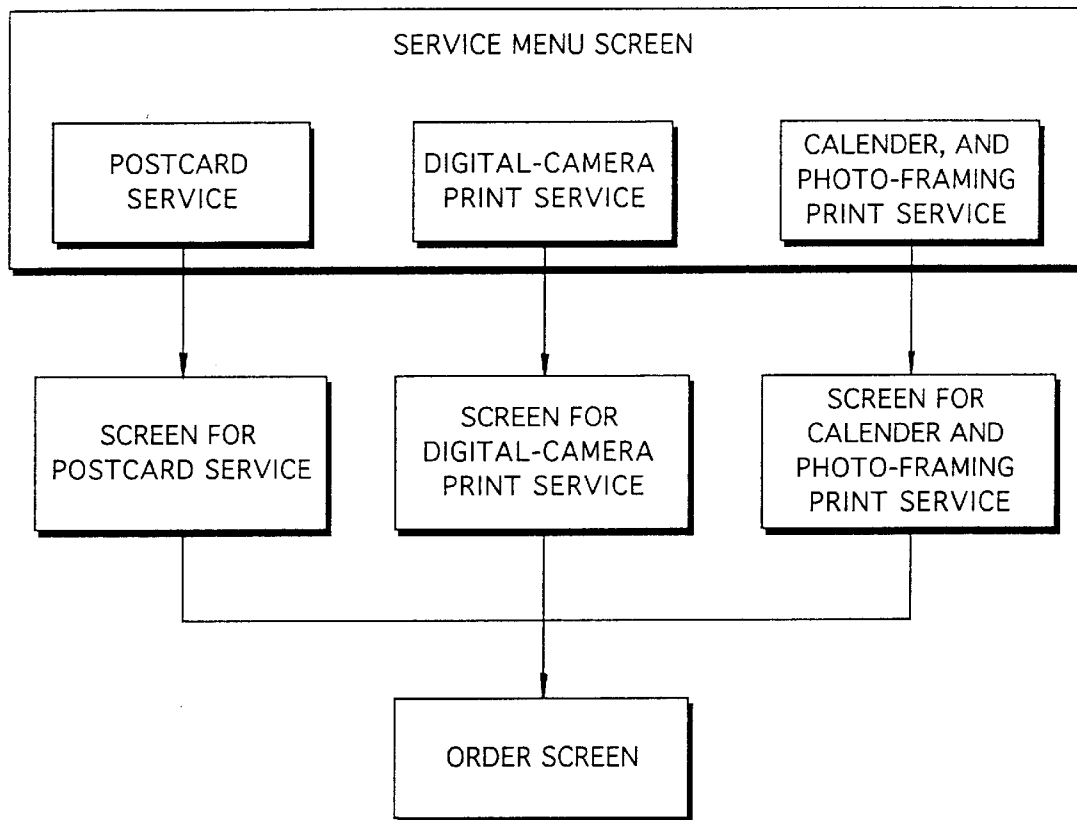 SERVICE MENU SCREEN
POSTCARD
SERVICE
DIGITAL-CAMERA
PRINT SERVICE
CALENDER, AND
PHOTO-FRAMING
PRINT SERVICE
SCREEN FOR
POSTCARD SERVICE
SCREEN FOR
DIGITAL-CAMERA
PRINT SERVICE
SCREEN FOR
CALENDER AND
PHOTO-FRAMING
PRINT SERVICE
ORDER SCREEN